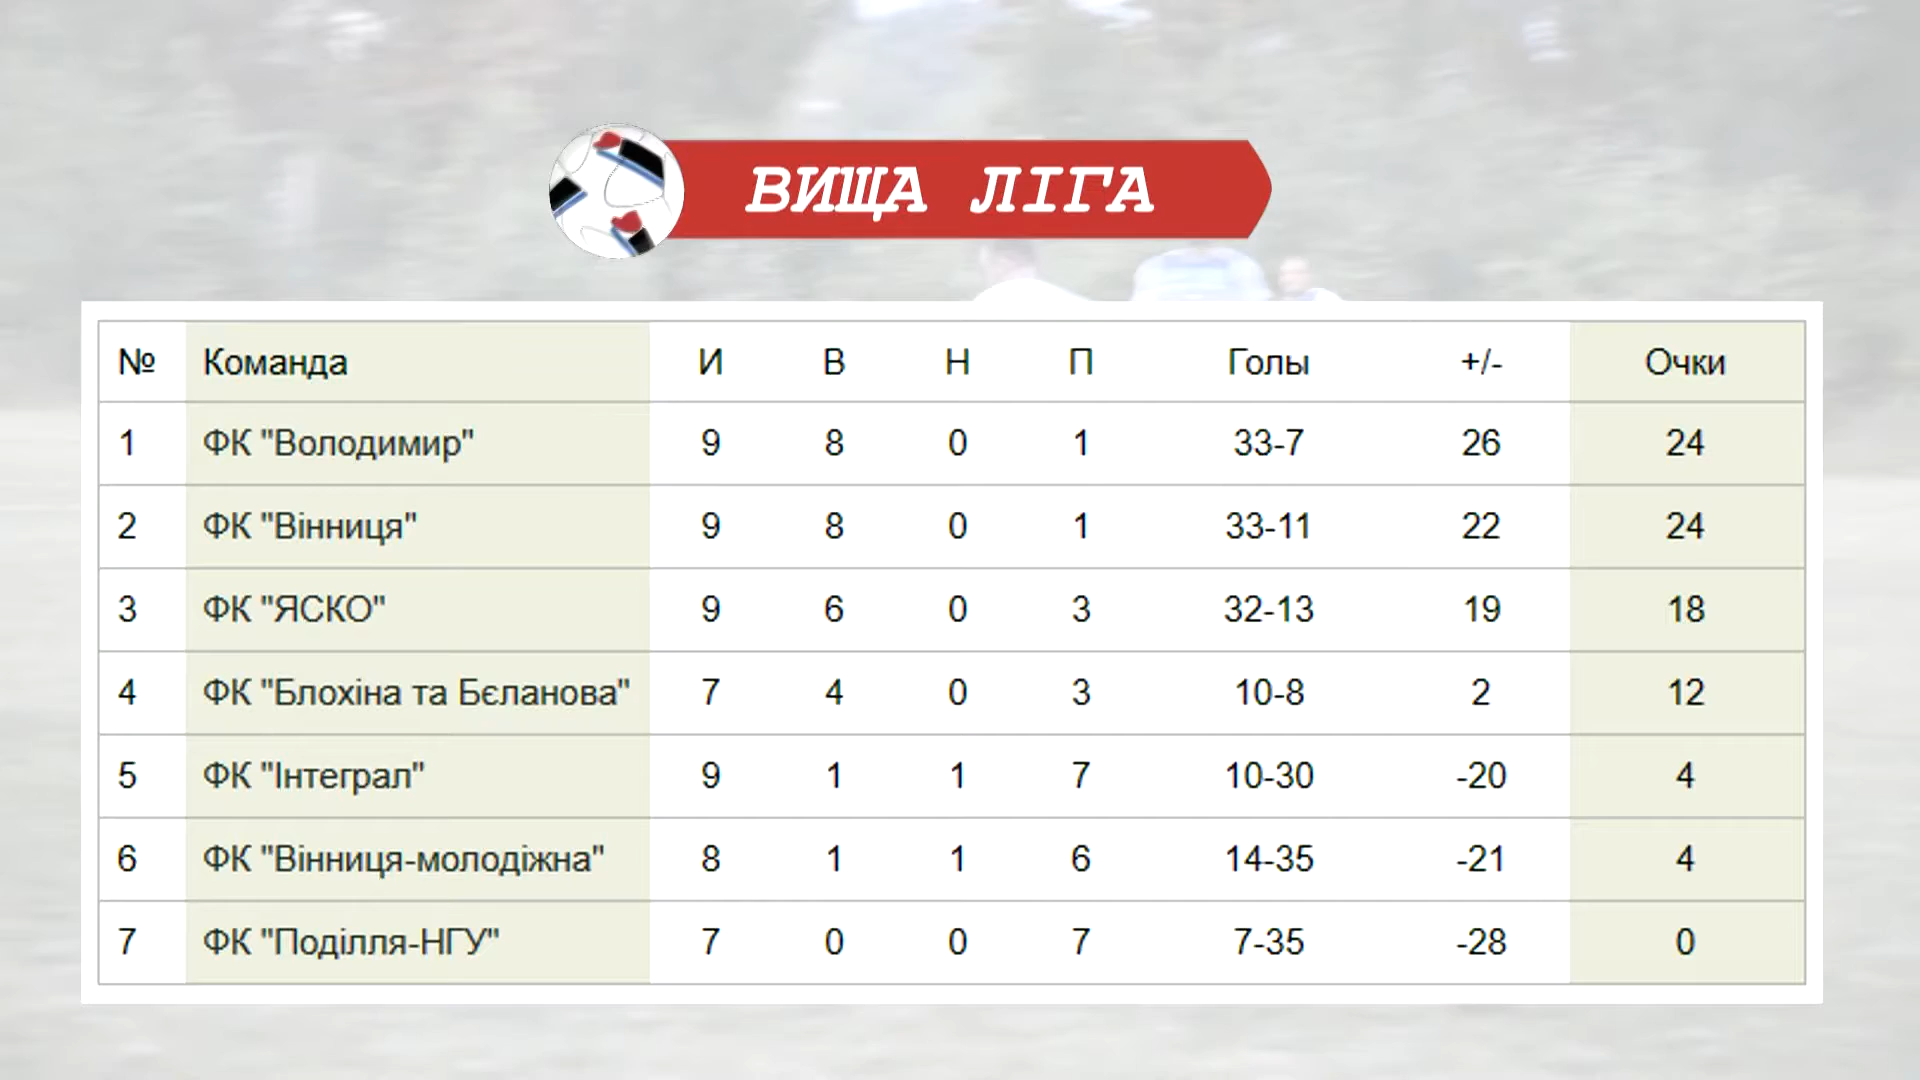 ВИЩА ЛІГА
№ Команда И В Н П Голы +/- Очки
1 ФК "Володимир" 9 8 0 1 33-7 26 24
2 ФК "Вінниця" 9 8 0 1 33-11 22 24
3 ФК "ЯСКО" 9 6 0 3 32-13 19 18
4 ФК "Блохіна та Бєланова" 7 4 0 3 10-8 2 12
5 ФК "Інтеграл" 9 1 1 7 10-30 -20 4
6 ФК "Вінниця-молодіжна" 8 1 1 6 14-35 -21 4
7 ФК "Поділля-НГУ" 7 0 0 7 7-35 -28 0